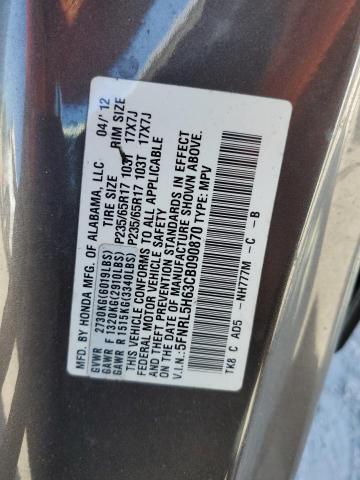 MFD. BY HONDA MFG. OF ALABAMA, LLC 04/'12
TIRE SIZE RIM SIZE
GVWR 2730KG(6019LBS)
GAWR F 1320KG(2910LBS) P235/65R17 103T 17X7J
GAWR R 1515KG(3340LBS) P235/65R17 103T 17X7J
THIS VEHICLE CONFORMS TO ALL APPLICABLE
FEDERAL MOTOR VEHICLE SAFETY
AND THEFT PREVENTION STANDARDS IN EFFECT
ON THE DATE OF MANUFACTURE SHOWN ABOVE.
V.I.N.:5FNRL5H63CB090870 TYPE: MPV
TK8 C AD5 -NH777M -C -B